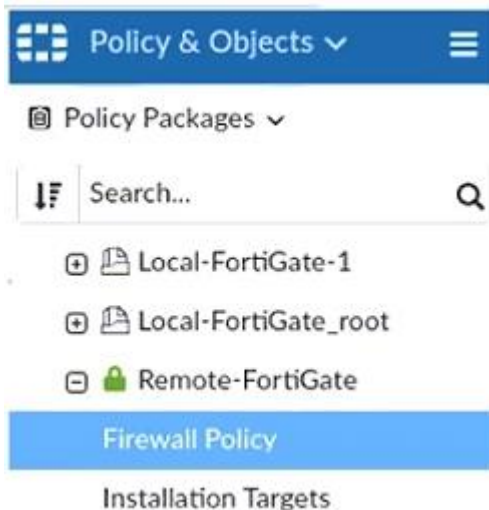 Policy & Objects
Policy Packages
Search...
Local-FortiGate-1
Local-FortiGate_root
Remote-FortiGate
Firewall Policy
Installation Targets